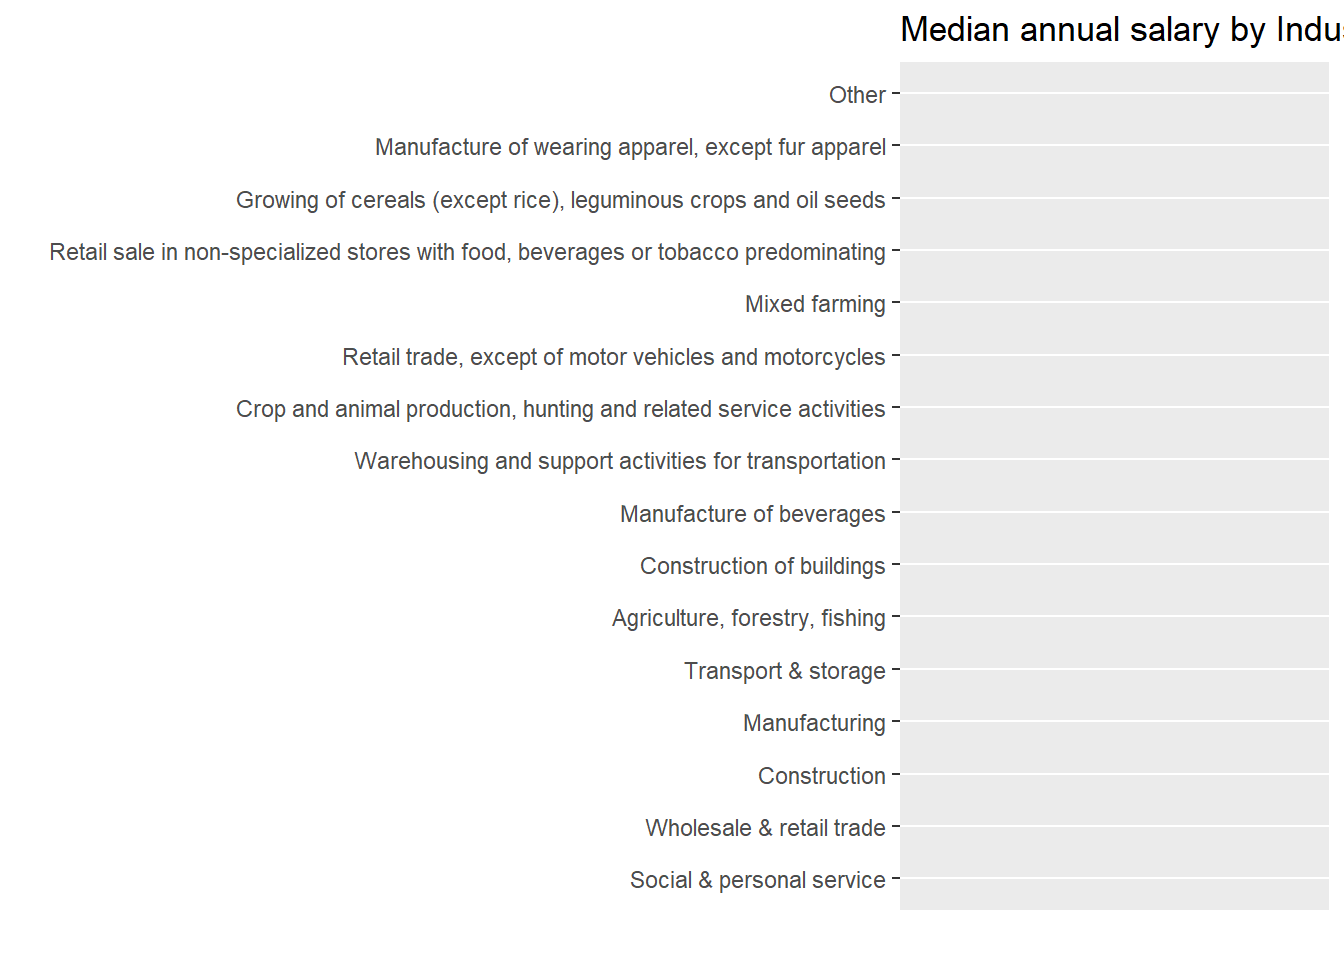 Median annual salary by Indus
Other
Manufacture of wearing apparel, except fur apparel
Growing of cereals (except rice), leguminous crops and oil seeds
Retail sale in non-specialized stores with food, beverages or tobacco predominating
Mixed farming
Retail trade, except of motor vehicles and motorcycles
Crop and animal production, hunting and related service activities
Warehousing and support activities for transportation
Manufacture of beverages
Construction of buildings
Agriculture, forestry, fishing
Transport & storage
Manufacturing
Construction
Wholesale & retail trade
Social & personal service